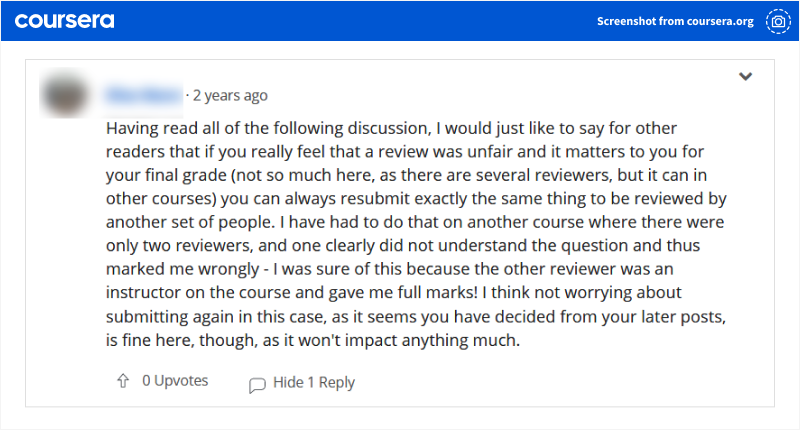 coursera
Screenshot from coursera.org
· 2 years ago
Having read all of the following discussion, I would just like to say for other
readers that if you really feel that a review was unfair and it matters to you for
your final grade (not so much here, as there are several reviewers, but it can in
other courses) you can always resubmit exactly the same thing to be reviewed by
another set of people. I have had to do that on another course where there were
only two reviewers, and one clearly did not understand the question and thus
marked me wrongly - I was sure of this because the other reviewer was an
instructor on the course and gave me full marks! I think not worrying about
submitting again in this case, as it seems you have decided from your later posts,
is fine here, though, as it won't impact anything much.
0 Upvotes
Hide 1 Reply